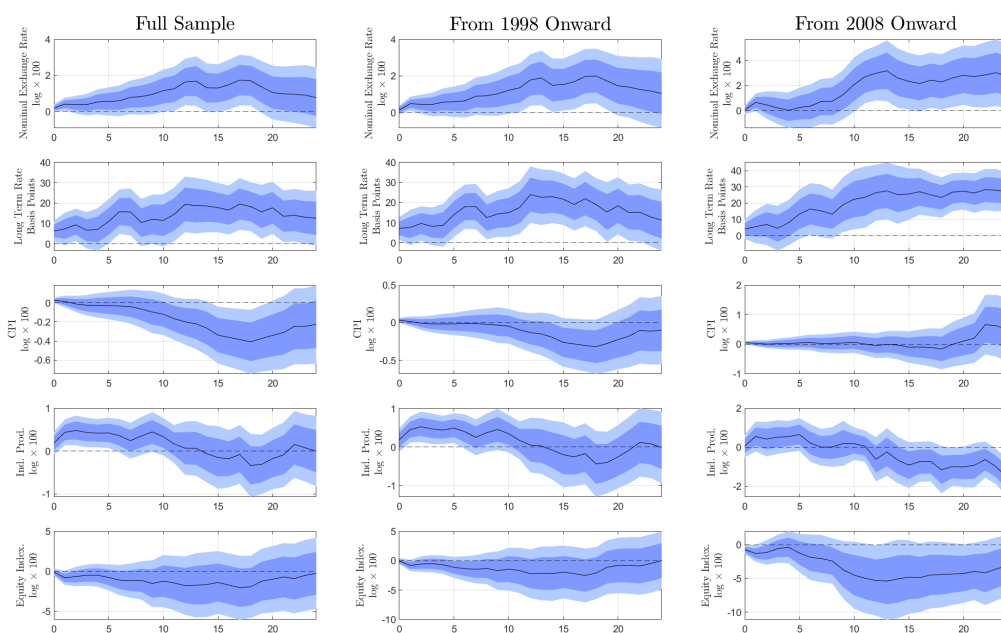 Full Sample
From 1998 Onward
From 2008 Onward
Nominal Exchange Rate
log × 100
4
2
0
0 5 10 15 20
Nominal Exchange Rate
log × 100
4
2
0
0 5 10 15 20
Nominal Exchange Rate
log × 100
4
2
0
0 5 10 15 20
Long Term Rate
Basis Points
40
30
20
10
0
0 5 10 15 20
Long Term Rate
Basis Points
40
30
20
10
0
0 5 10 15 20
Long Term Rate
Basis Points
40
30
20
10
0
0 5 10 15 20
CPI
log × 100
0
-0.2
-0.4
-0.6
0 5 10 15 20
CPI
log × 100
0.5
0
-0.5
0 5 10 15 20
CPI
log × 100
2
1
0
-1
0 5 10 15 20
Ind. Prod.
log × 100
1
0
-1
0 5 10 15 20
Ind. Prod.
log × 100
1
0
-1
0 5 10 15 20
Ind. Prod.
log × 100
2
0
-2
0 5 10 15 20
Equity Index.
log × 100
5
0
-5
0 5 10 15 20
Equity Index.
log × 100
5
0
-5
-10
0 5 10 15 20
Equity Index.
log × 100
0
-5
-10
0 5 10 15 20